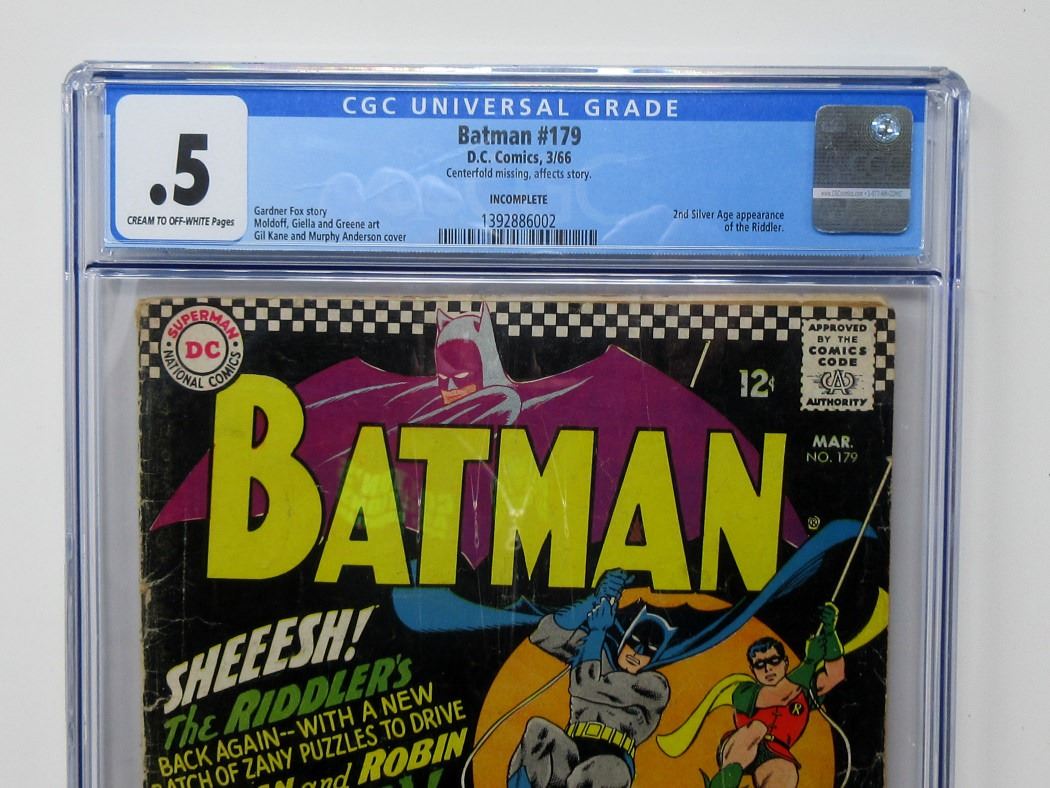 CGC UNIVERSAL GRADE
.5
CREAM TO OFF-WHITE Pages
Batman #179
D.C. Comics, 3/66
Centerfold missing, affects story.
INCOMPLETE
1392886002
Gardner Fox story
Moldoff, Giella and Greene art
Gil Kane and Murphy Anderson cover
2nd Silver Age appearance
of the Riddler.
SUPERMAN
DC
NATIONAL COMICS
12¢
APPROVED
BY THE
COMICS
CODE
CA
AUTHORITY
MAR.
NO. 179
BATMAN
®
SHEEESH!
The RIDDLER'S
BACK AGAIN--WITH A NEW
BATCH OF ZANY PUZZLES TO DRIVE
and ROBIN
R